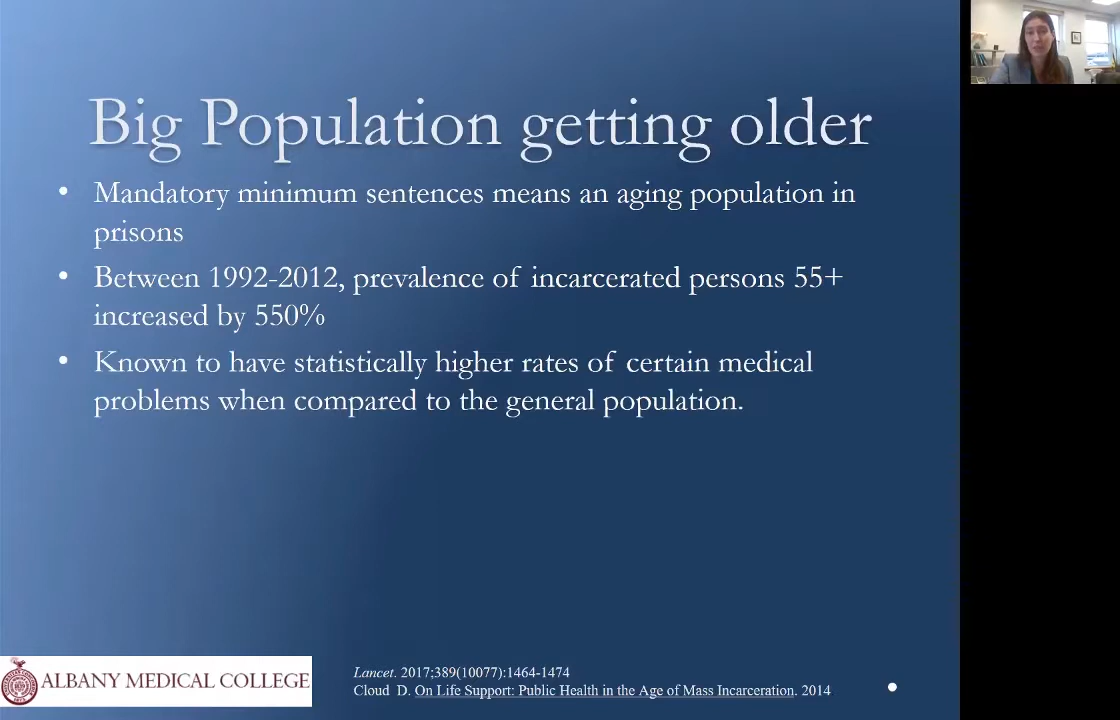 Big Population getting older
• Mandatory minimum sentences means an aging population in
prisons
• Between 1992-2012, prevalence of incarcerated persons 55+
increased by 550%
• Known to have statistically higher rates of certain medical
problems when compared to the general population.
ALBANY MEDICAL COLLEGE
Lancet. 2017;389(10077):1464-1474
Cloud D. On Life Support: Public Health in the Age of Mass Incarceration. 2014